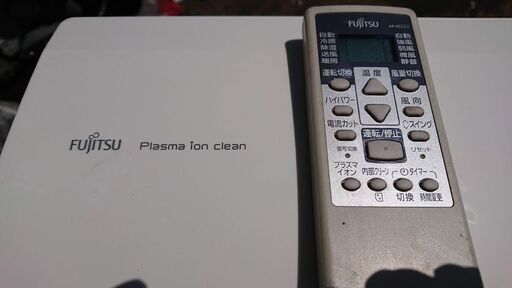 FUJITSU Plasma ion clean
FUJITSU
自動 自動
冷房 強風
除湿 弱風
送風 微風
暖房 静音
運転切換 温度 風量切換
ハイパワー 風向
電流カット スイング
運転/停止
信号切換 リセット
プラズマイオン 内部クリーン タイマー
切換 時間変更